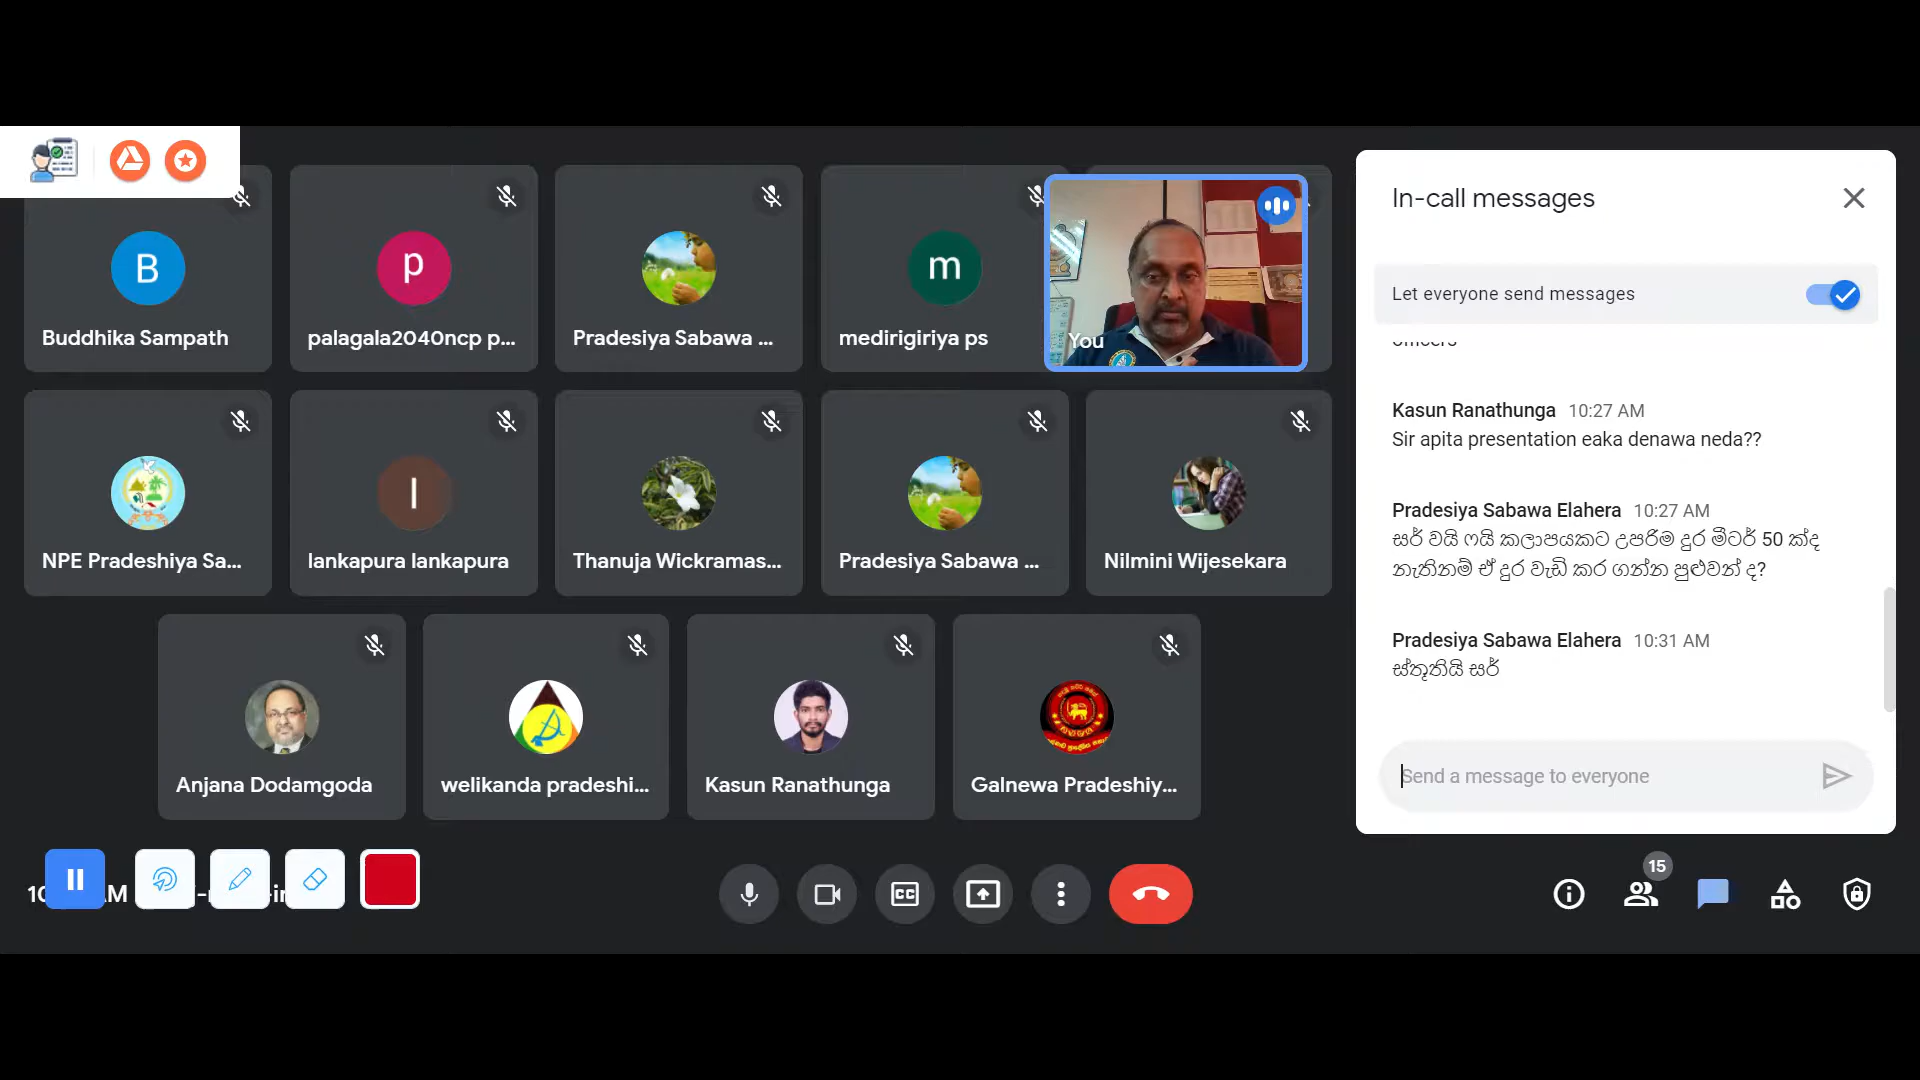 B
Buddhika Sampath
p
palagala2040ncp p...
Pradesiya Sabawa ...
m
medirigiriya ps
You
NPE Pradeshiya Sa...
l
lankapura lankapura
Thanuja Wickramas...
Pradesiya Sabawa ...
Nilmini Wijesekara
Anjana Dodamgoda
welikanda pradeshi...
Kasun Ranathunga
Galnewa Pradeshiy...
In-call messages
Let everyone send messages
officers
Kasun Ranathunga 10:27 AM
Sir apita presentation eaka denawa neda??
Pradesiya Sabawa Elahera 10:27 AM
සර් වයි ෆයි කලාපයකට උපරිම දුර මීටර් 50 ක්ද
නැතිනම් ඒ දුර වැඩි කර ගන්න පුළුවන් ද?
Pradesiya Sabawa Elahera 10:31 AM
ස්තූතියි සර්
Send a message to everyone
CC
15